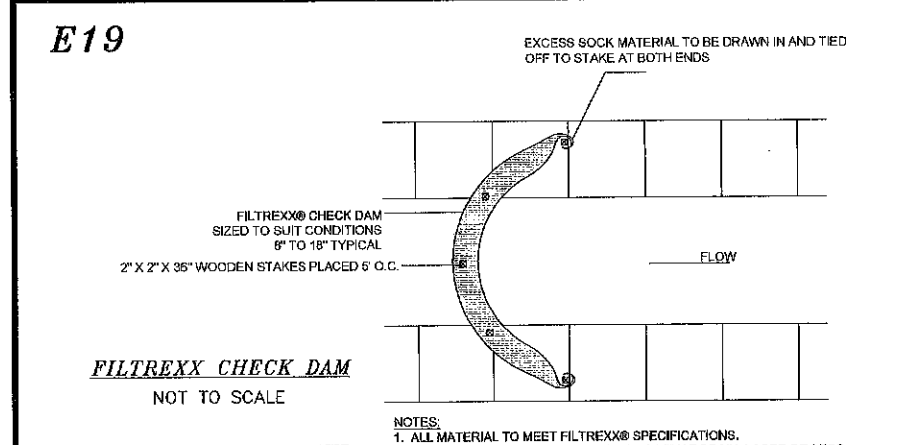 E19
EXCESS SOCK MATERIAL TO BE DRAWN IN AND TIED
OFF TO STAKE AT BOTH ENDS
FILTREXX® CHECK DAM
SIZED TO SUIT CONDITIONS
8" TO 18" TYPICAL
2" X 2" X 36" WOODEN STAKES PLACED 5' O.C.
FLOW
FILTREXX CHECK DAM
NOT TO SCALE
NOTES:
1. ALL MATERIAL TO MEET FILTREXX® SPECIFICATIONS.